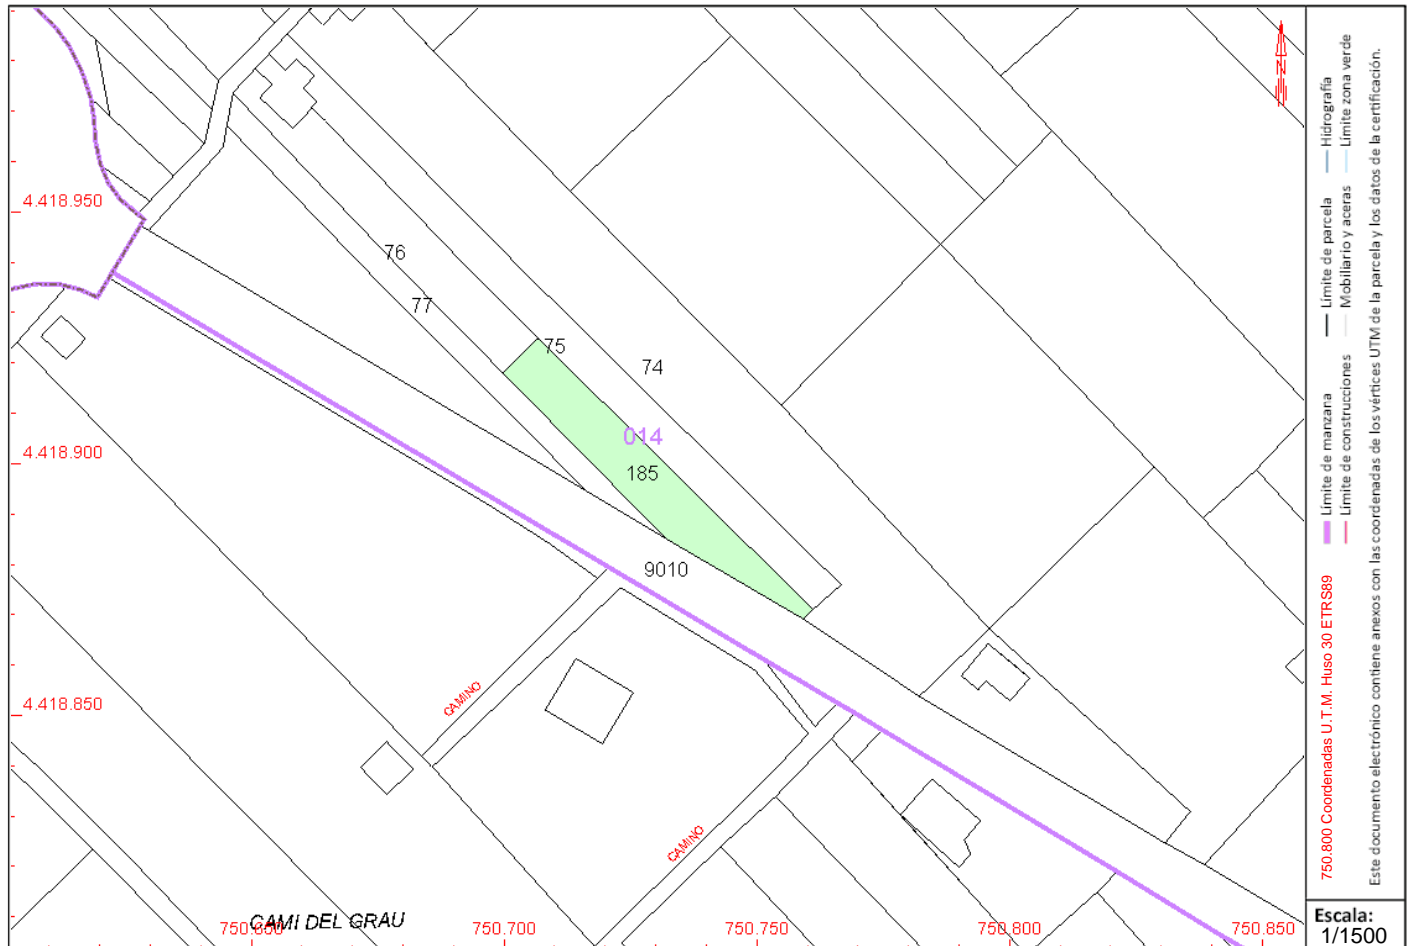 4.418.950
4.418.900
4.418.850
76
77
75
74
014
185
9010
CAMINO
CAMINO
CAMI DEL GRAU
750.700
750.750
750.800
750.850
N
Hidrografía
Límite zona verde
Límite de parcela
Mobiliario y aceras
Límite de manzana
Límite de construcciones
750.800 Coordenadas U.T.M. Huso 30 ETRS89
Este documento electrónico contiene anexos con las coordenadas de los vértices UTM de la parcela y los datos de la certificación.
Escala:
1/1500